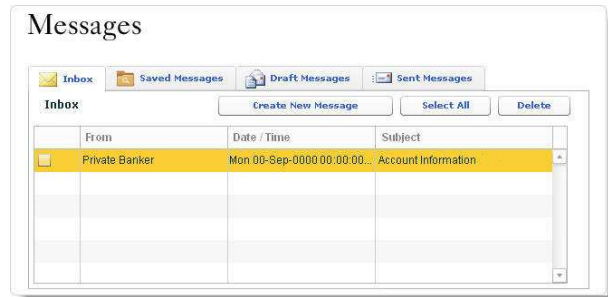 Messages
Inbox Saved Messages Draft Messages Sent Messages
Inbox Create New Message Select All Delete
From Date / Time Subject
Private Banker Mon 00-Sep-0000 00:00:00... Account Information